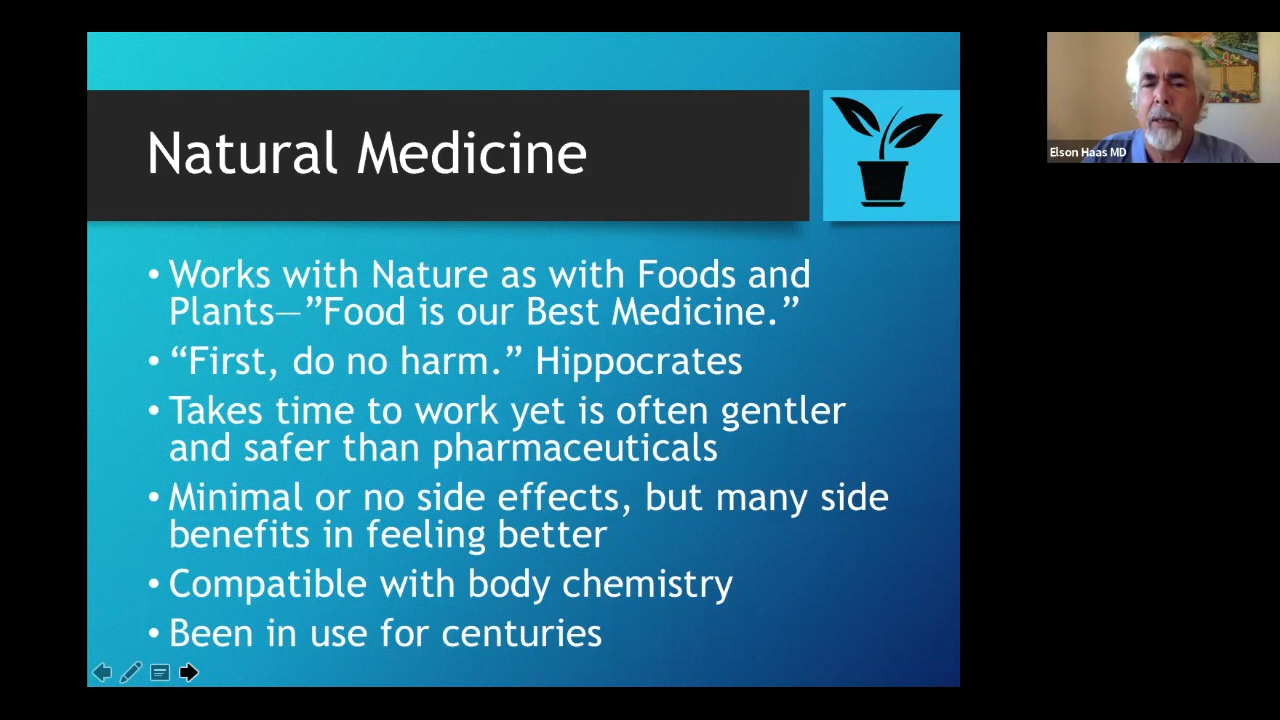 Natural Medicine
• Works with Nature as with Foods and
Plants—”Food is our Best Medicine.”
• “First, do no harm.” Hippocrates
• Takes time to work yet is often gentler
and safer than pharmaceuticals
• Minimal or no side effects, but many side
benefits in feeling better
• Compatible with body chemistry
• Been in use for centuries
Elson Haas MD